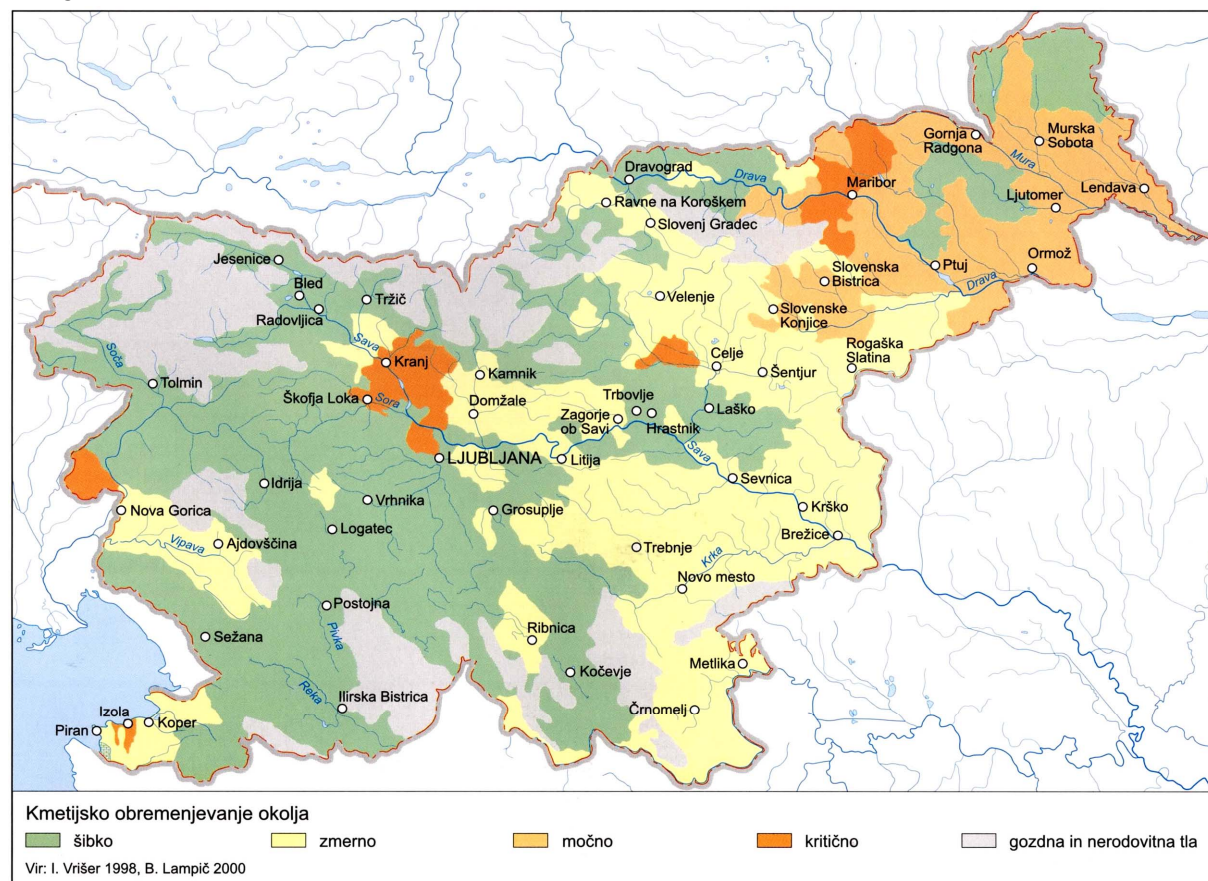 Gornja
Radgona
Murska
Sobota
Mura
Dravograd
Drava
Maribor
Ljutomer
Lendava
Ravne na Koroškem
Slovenj Gradec
Jesenice
Bled
Tržič
Radovljica
Velenje
Slovenska
Bistrica
Ptuj
Ormož
Drava
Slovenske
Konjice
Soča
Sava
Kranj
Kamnik
Celje
Šentjur
Rogaška
Slatina
Tolmin
Škofja Loka
Sora
Domžale
Trbovlje
Zagorje
ob Savi
Hrastnik
Laško
LJUBLJANA
Litija
Sava
Sevnica
Idrija
Vrhnika
Grosuplje
Krško
Nova Gorica
Logatec
Brežice
Vipava
Ajdovščina
Trebnje
Krka
Novo mesto
Postojna
Pivka
Ribnica
Sežana
Metlika
Kočevje
Reka
Ilirska Bistrica
Črnomelj
Izola
Koper
Piran
Kmetijsko obremenjevanje okolja
šibko zmerno močno kritično gozdna in nerodovitna tla
Vir: I. Vrišer 1998, B. Lampič 2000